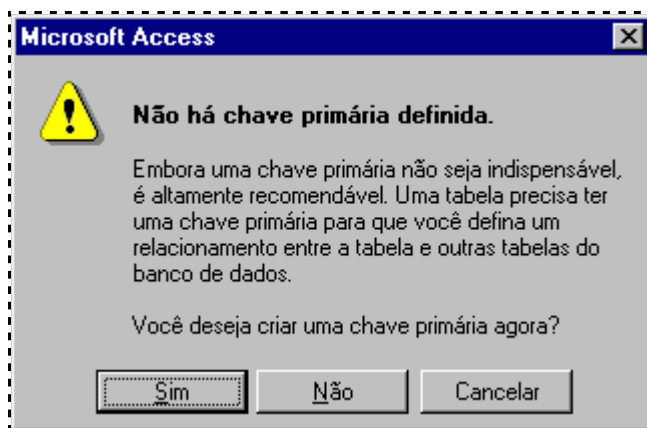 Microsoft Access
Não há chave primária definida.
Embora uma chave primária não seja indispensável,
é altamente recomendável. Uma tabela precisa ter
uma chave primária para que você defina um
relacionamento entre a tabela e outras tabelas do
banco de dados.
Você deseja criar uma chave primária agora?
Sim Não Cancelar